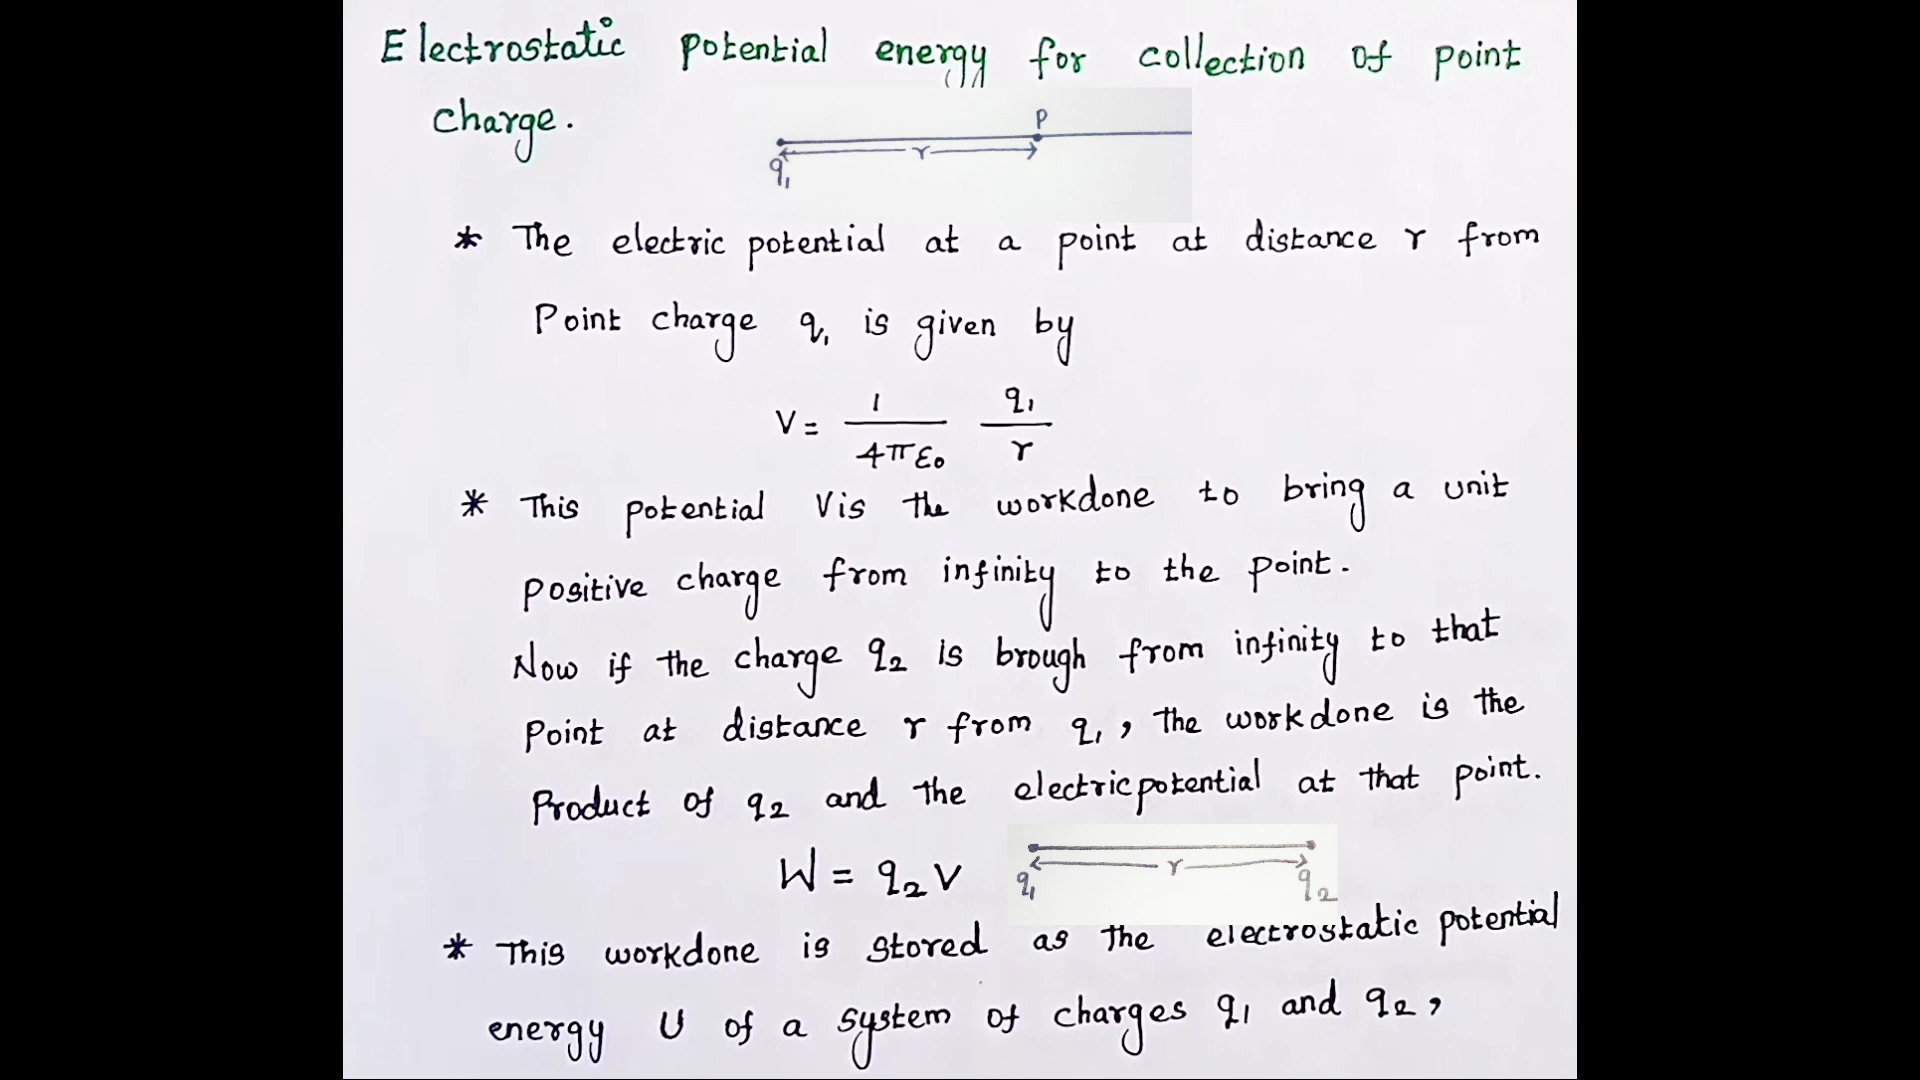 Electrostatic potential energy for collection of point
charge.
P
r
q₁
* The electric potential at a point at distance r from
Point charge q₁ is given by
V = 1/4πε₀ q₁/r
* This potential V is the workdone to bring a unit
positive charge from infinity to the point.
Now if the charge q₂ is brough from infinity to that
Point at distance r from q₁, the workdone is the
Product of q₂ and the electric potential at that point.
W = q₂ V
r
q₁ q₂
* This workdone is stored as the electrostatic potential
energy U of a system of charges q₁ and q₂,